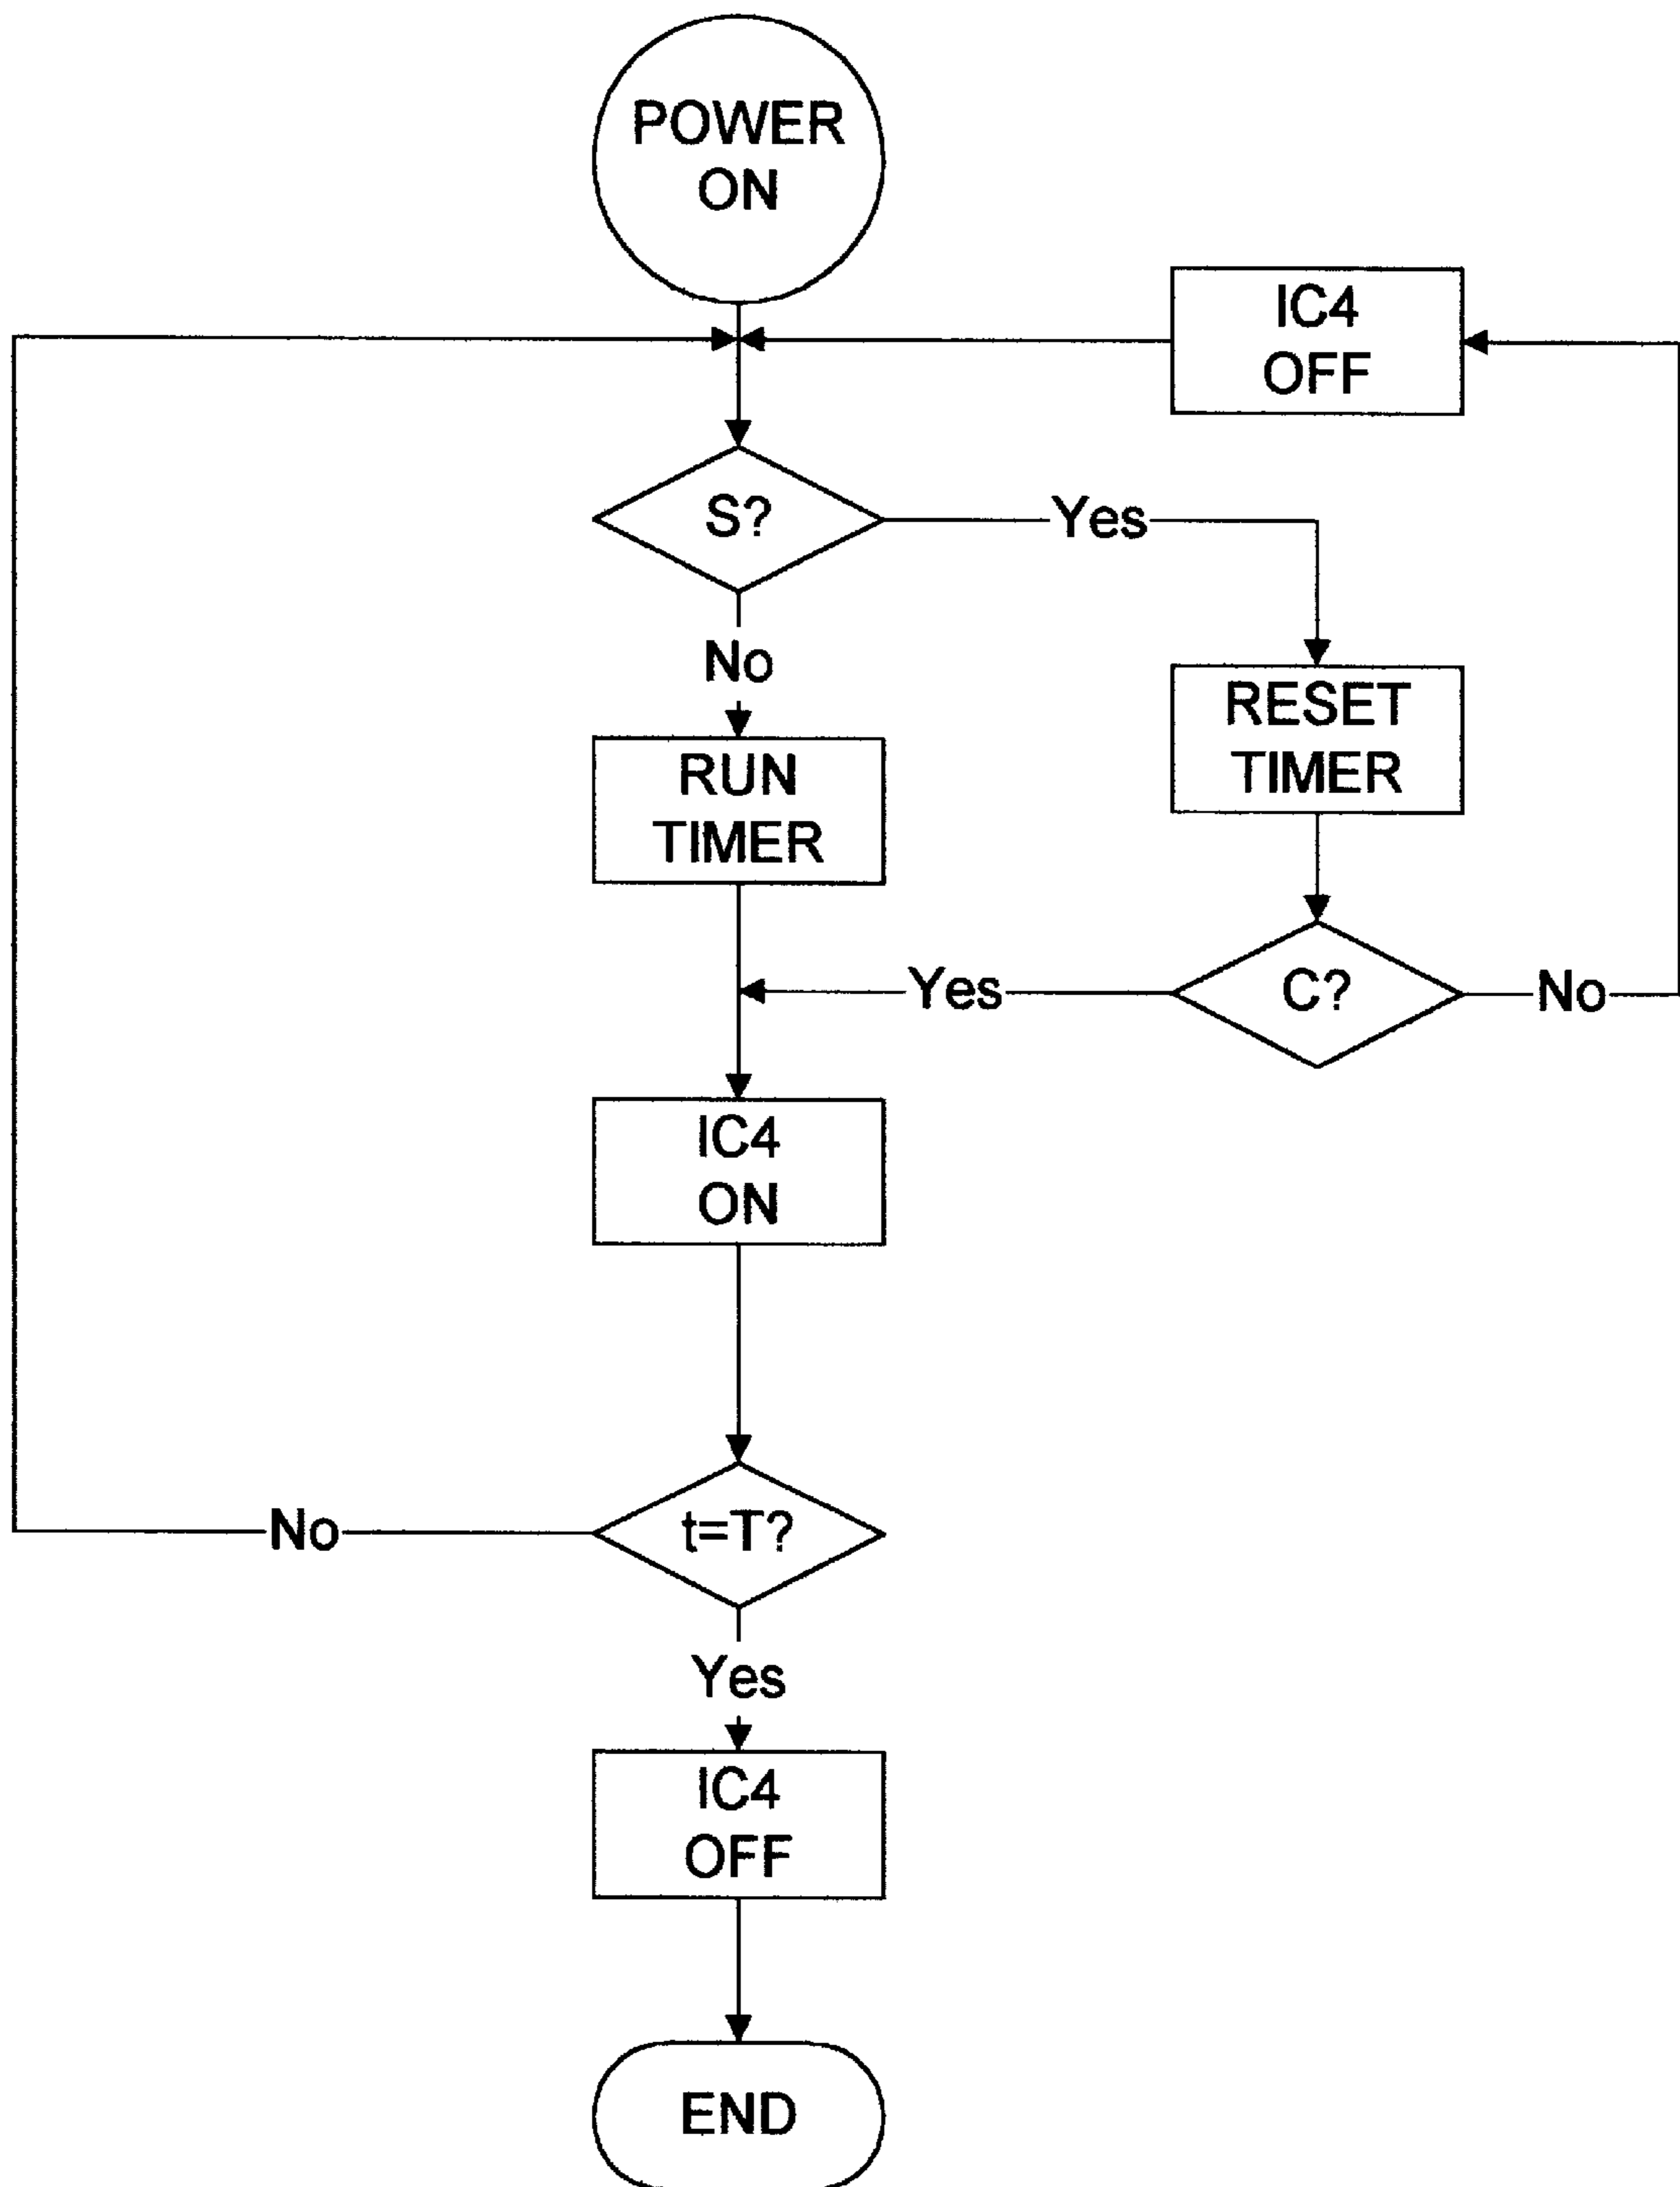 POWER
ON
IC4
OFF
S?
Yes
No
RESET
TIMER
RUN
TIMER
Yes
C?
No
IC4
ON
No
t=T?
Yes
IC4
OFF
END